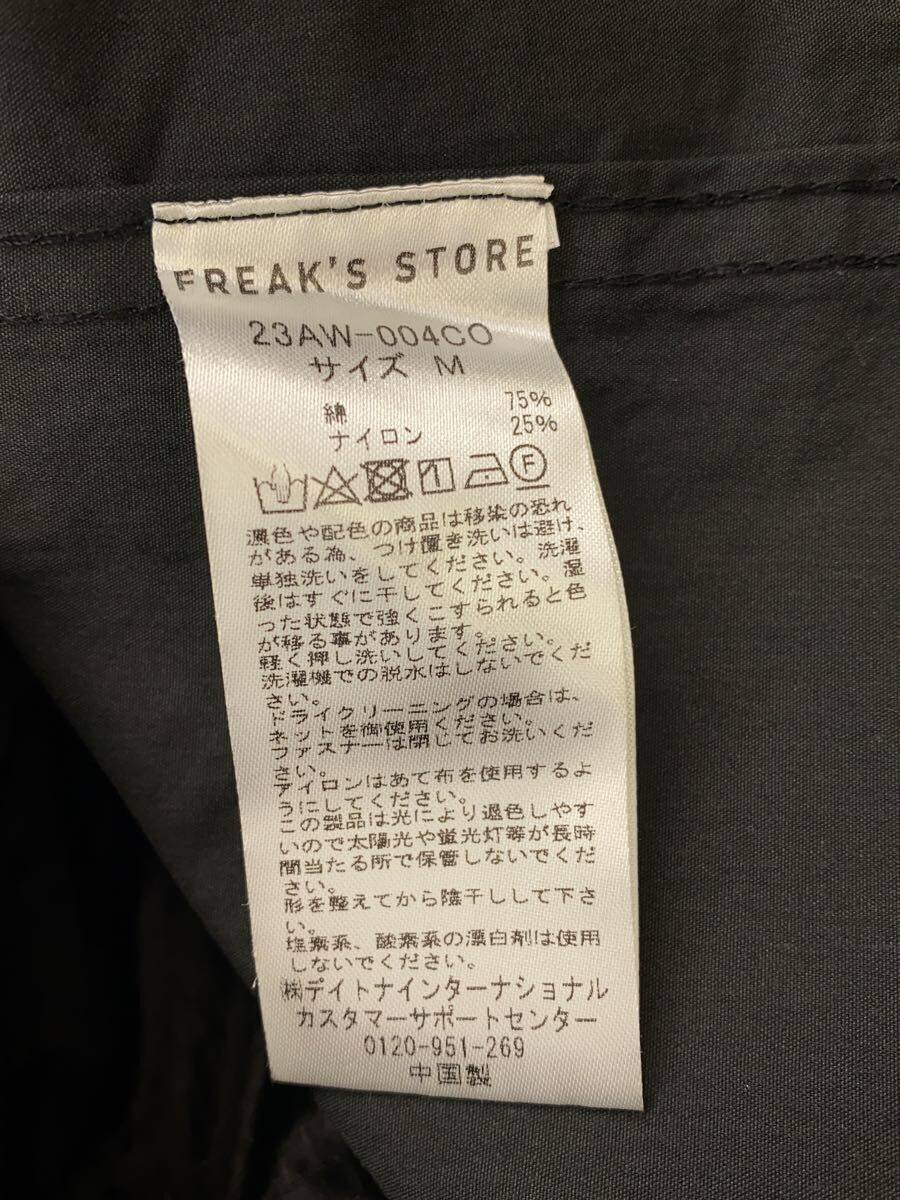 FREAK'S STORE
23AW-004CO
サイズ M
綿 75%
ナイロン 25%
F
濃色や配色の商品は移染の恐れ
がある為、つけ置き洗いは避け、
単独洗いをしてください。洗濯
後はすぐに干してください。湿
った状態で強くこすられると色
が移る事があります。
軽く押し洗いしてください。
洗濯機での脱水はしないでくだ
さい。
ドライクリーニングの場合は、
ネットを御使用ください。
ファスナーは閉じてお洗いくだ
さい。
アイロンはあて布を使用するよ
うにしてください。
この製品は光により退色しやす
いので太陽光や蛍光灯等が長時
間当たる所で保管しないでくだ
さい。
形を整えてから陰干しして下さ
い。
塩素系、酸素系の漂白剤は使用
しないでください。
㈱デイトナインターナショナル
カスタマーサポートセンター
0120-951-269
中国製